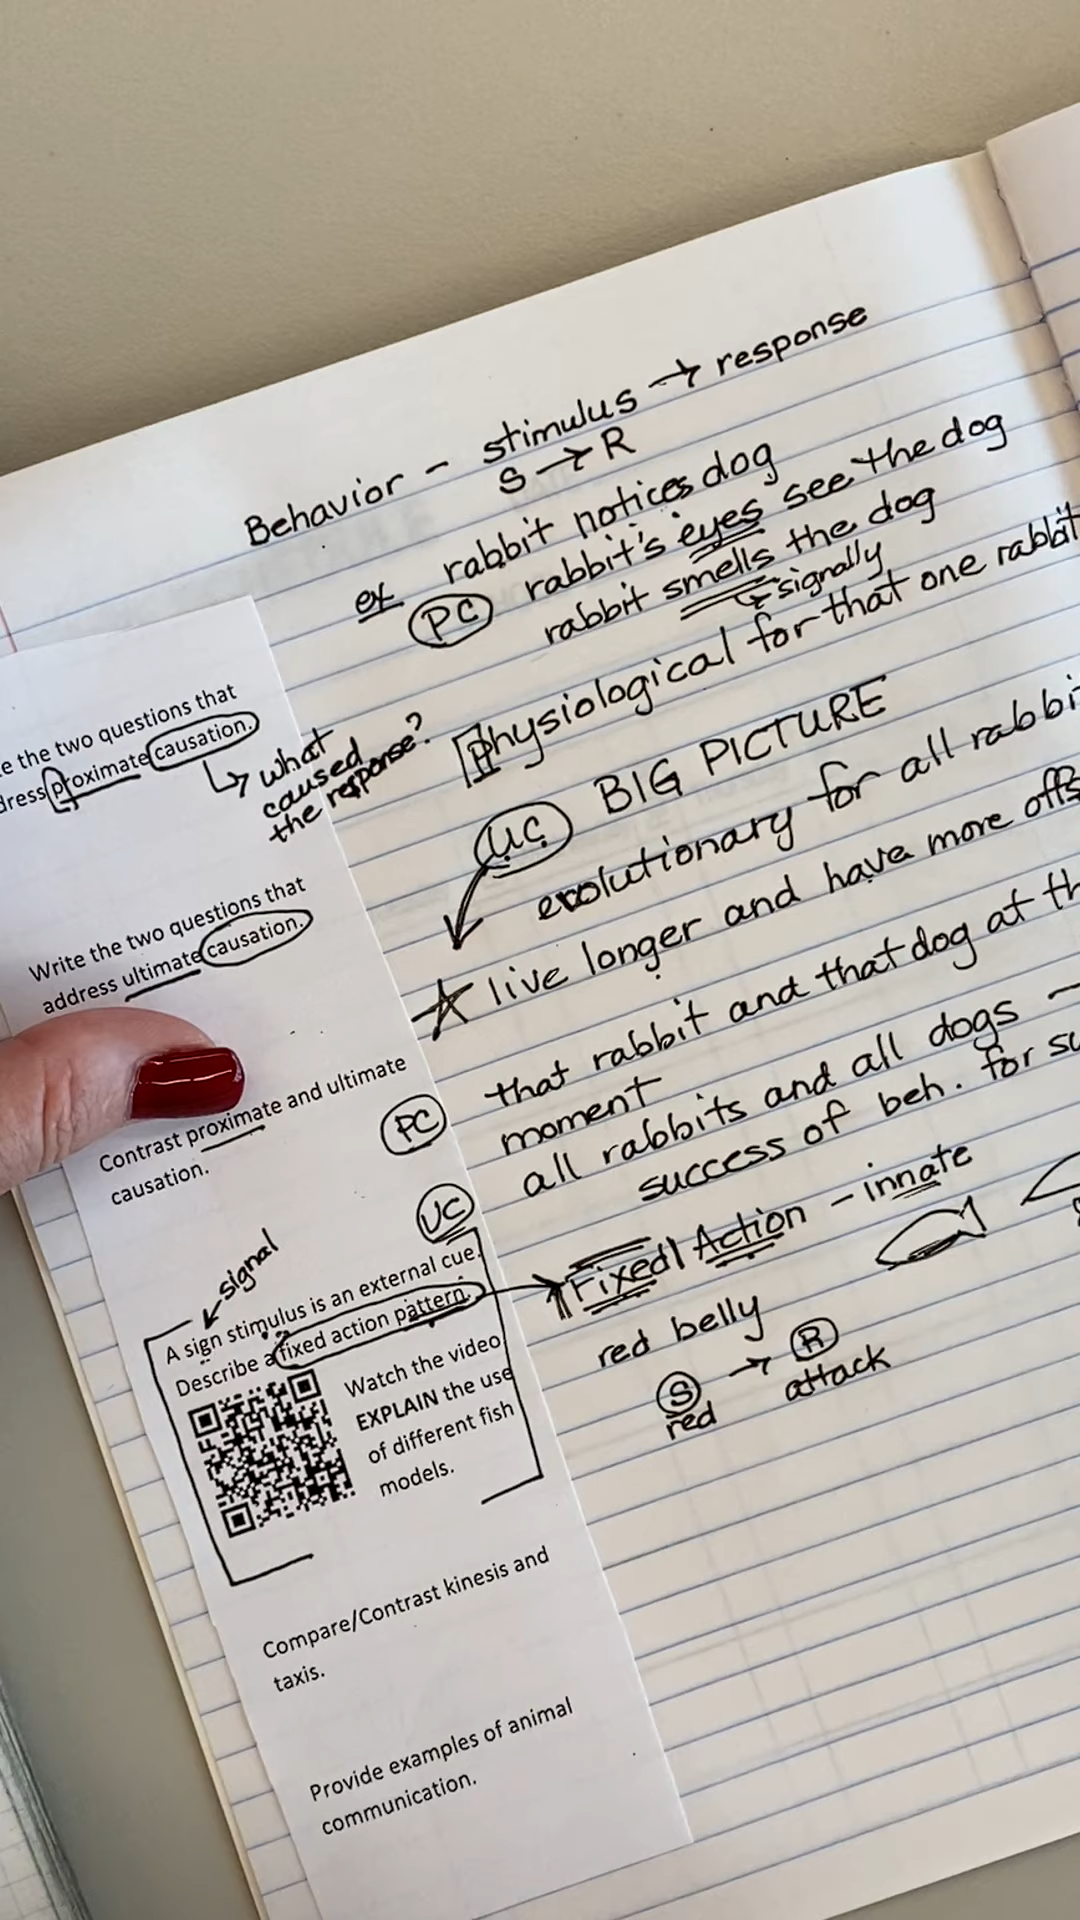 Behavior - stimulus → response
S → R
ex rabbit notices dog
PC rabbit's eyes see the dog
rabbit smells the dog
signally
Physiological for that one rabbit
UC BIG PICTURE
evolutionary for all
live longer and have more
that rabbit and that dog at
moment
all rabbits and all dogs -
success of beh. for
Fixed Action - innate
red belly
S → R
red attack
the two questions that
proximate causation.
what
caused
the response?
Write the two questions that
address ultimate causation.
Contrast proximate and ultimate
causation.
PC
UC
signal
A sign stimulus is an external cue.
Describe a fixed action pattern.
Watch the video
EXPLAIN the use
of different fish
models.
Compare/Contrast kinesis and
taxis.
Provide examples of animal
communication.